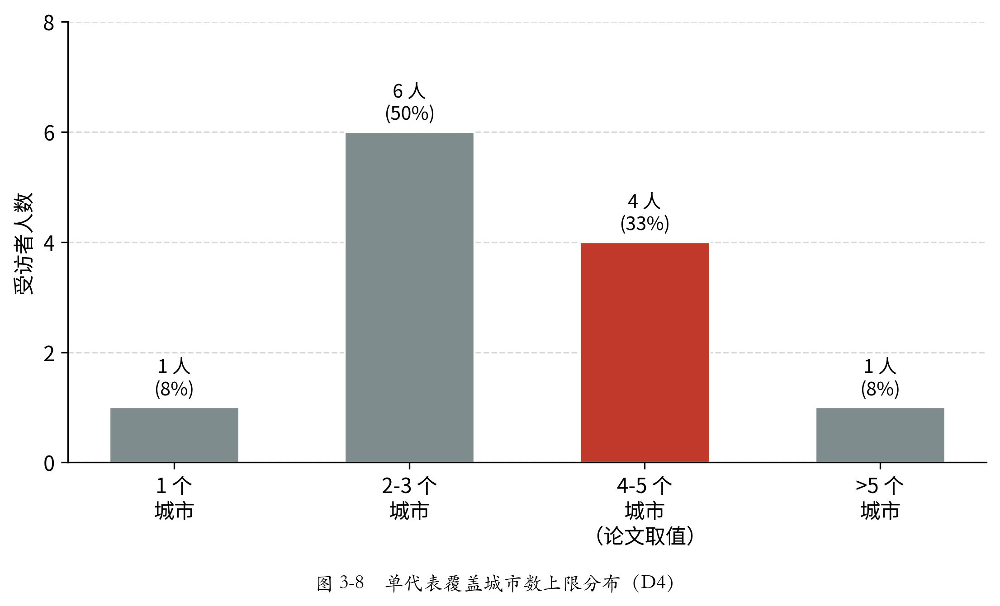 8
6
4
2
0
受访者人数
1 人
(8%)
6 人
(50%)
4 人
(33%)
1 人
(8%)
1 个
城市
2-3 个
城市
4-5 个
城市
（论文取值）
>5 个
城市
图 3-8　单代表覆盖城市数上限分布（D4）